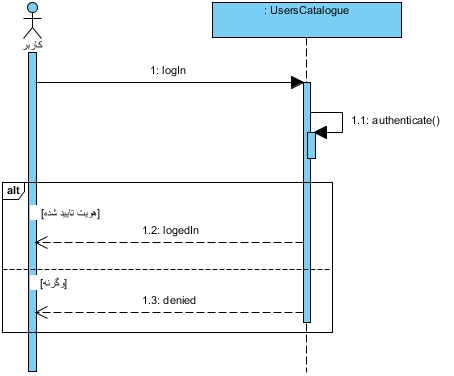 : UsersCatalogue
کاربر
1: logIn
1.1: authenticate()
alt
[هویت تایید شده]
1.2: logedIn
[وگرنه]
1.3: denied